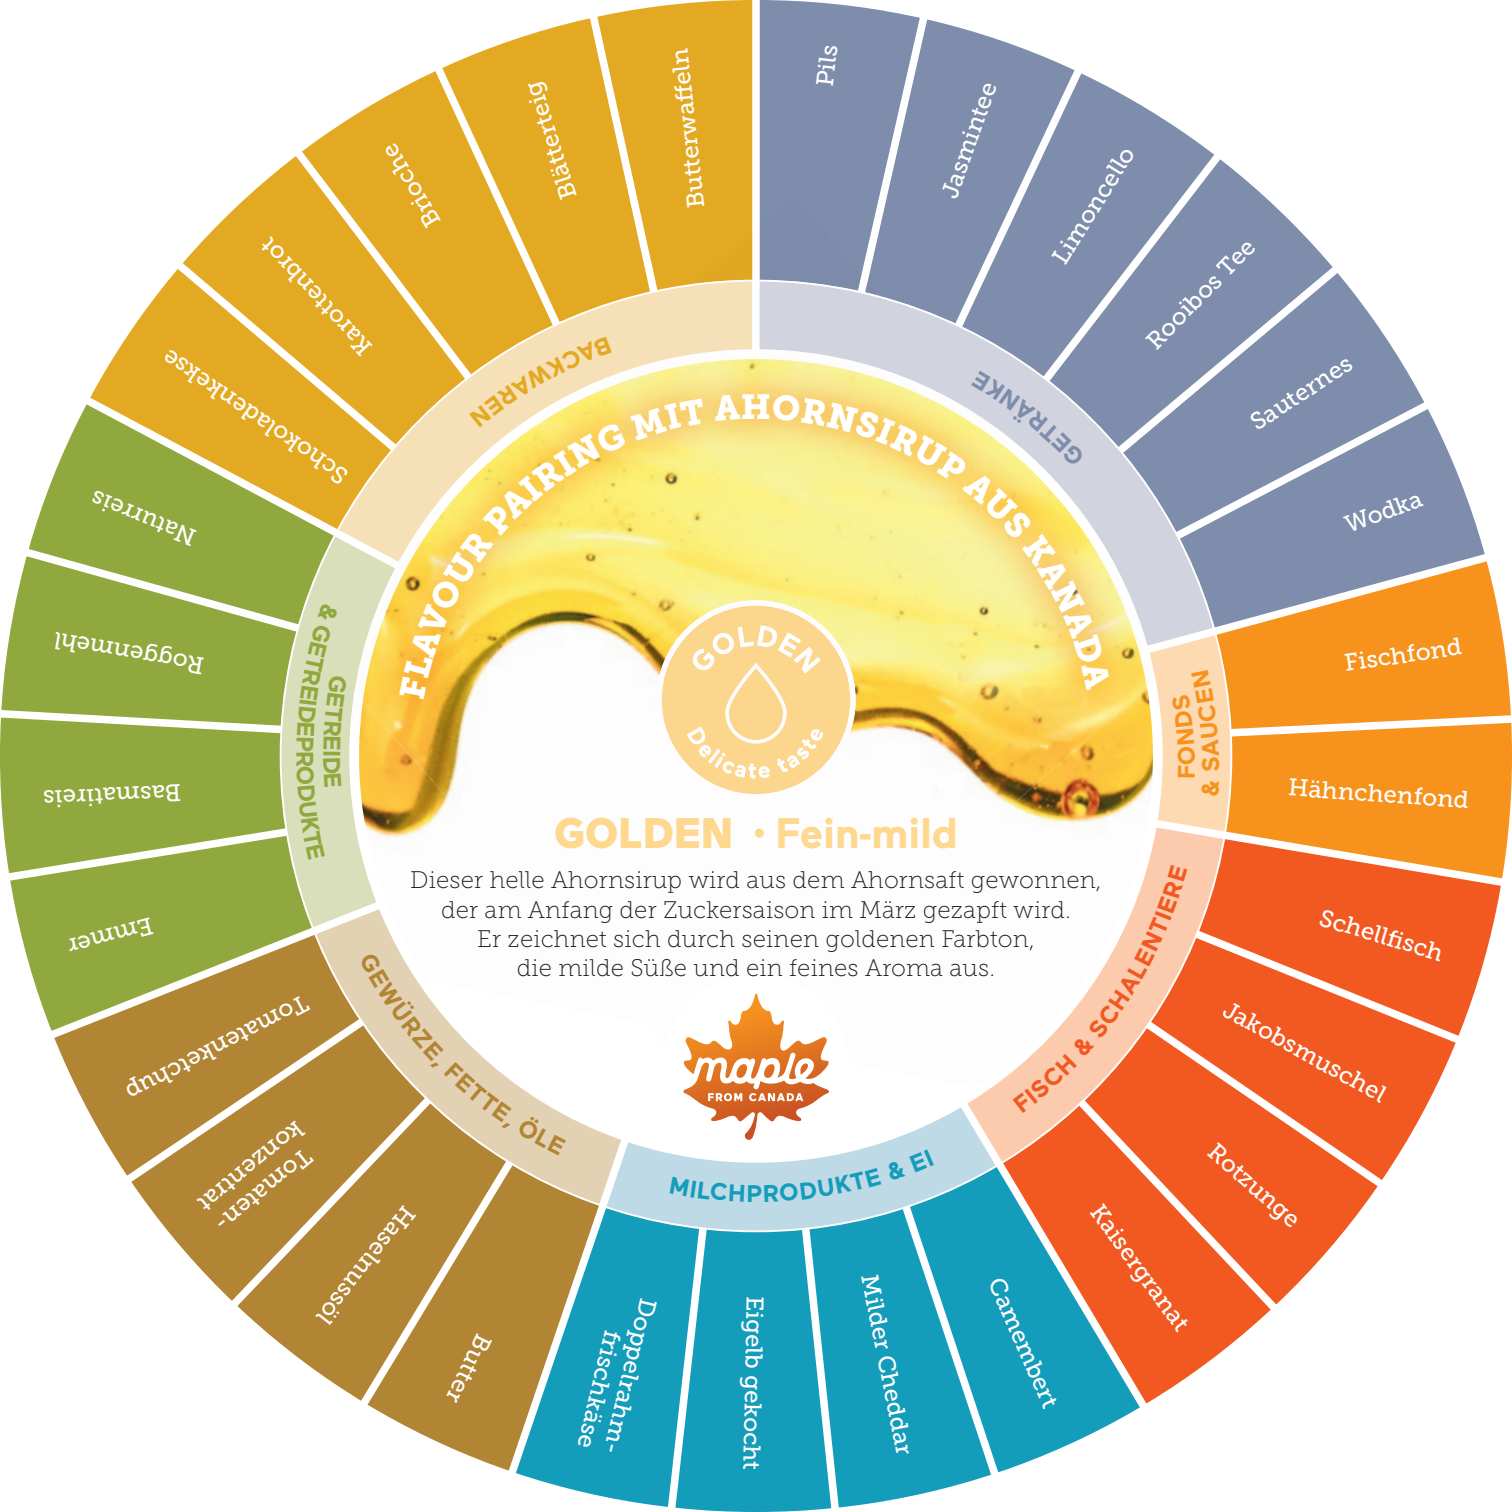 FLAVOUR PAIRING MIT AHORNSIRUP AUS KANADA
GOLDEN
Delicate taste
GOLDEN • Fein-mild
Dieser helle Ahornsirup wird aus dem Ahornsaft gewonnen,
der am Anfang der Zuckersaison im März gezapft wird.
Er zeichnet sich durch seinen goldenen Farbton,
die milde Süße und ein feines Aroma aus.
maple
FROM CANADA
GETRÄNKE
Pils
Jasmintee
Limoncello
Rooibos Tee
Sauternes
Wodka
FONDS
& SAUCEN
Fischfond
Hähnchenfond
FISCH & SCHALENTIERE
Schellfisch
Jakobsmuschel
Rotzunge
Kaisergranat
MILCHPRODUKTE & EI
Camembert
Milder Cheddar
Eigelb gekocht
Doppelrahm-
frischkäse
GEWÜRZE, FETTE, ÖLE
Butter
Haselnussöl
Tomaten-
konzentrat
Tomatenketchup
GETREIDE
& GETREIDEPRODUKTE
Emmer
Basmatireis
Roggenmehl
Naturreis
BACKWAREN
Schokoladenkekse
Karottenbrot
Brioche
Blätterteig
Butterwaffeln